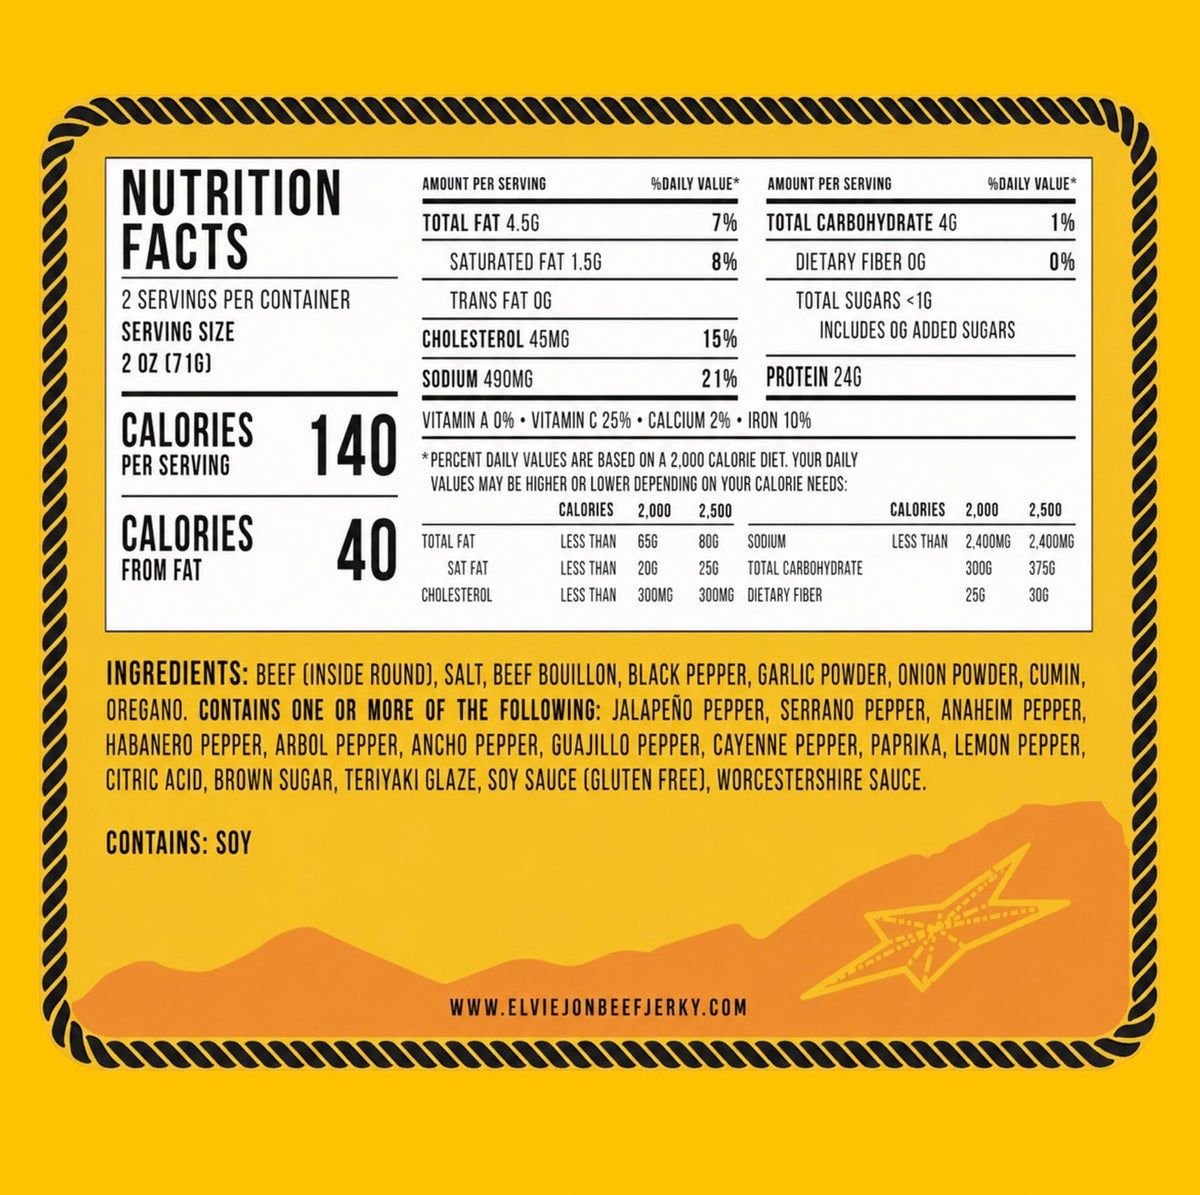 NUTRITION
FACTS
2 SERVINGS PER CONTAINER
SERVING SIZE
2 OZ (71G)
CALORIES 140
PER SERVING
CALORIES 40
FROM FAT
AMOUNT PER SERVING %DAILY VALUE*
TOTAL FAT 4.5G 7%
SATURATED FAT 1.5G 8%
TRANS FAT 0G
CHOLESTEROL 45MG 15%
SODIUM 490MG 21%
AMOUNT PER SERVING %DAILY VALUE*
TOTAL CARBOHYDRATE 4G 1%
DIETARY FIBER 0G 0%
TOTAL SUGARS <1G
INCLUDES 0G ADDED SUGARS
PROTEIN 24G
VITAMIN A 0% • VITAMIN C 25% • CALCIUM 2% • IRON 10%
*PERCENT DAILY VALUES ARE BASED ON A 2,000 CALORIE DIET. YOUR DAILY
VALUES MAY BE HIGHER OR LOWER DEPENDING ON YOUR CALORIE NEEDS:
CALORIES 2,000 2,500
TOTAL FAT LESS THAN 65G 80G
SAT FAT LESS THAN 20G 25G
CHOLESTEROL LESS THAN 300MG 300MG
CALORIES 2,000 2,500
SODIUM LESS THAN 2,400MG 2,400MG
TOTAL CARBOHYDRATE 300G 375G
DIETARY FIBER 25G 30G
INGREDIENTS: BEEF (INSIDE ROUND), SALT, BEEF BOUILLON, BLACK PEPPER, GARLIC POWDER, ONION POWDER, CUMIN,
OREGANO. CONTAINS ONE OR MORE OF THE FOLLOWING: JALAPEÑO PEPPER, SERRANO PEPPER, ANAHEIM PEPPER,
HABANERO PEPPER, ARBOL PEPPER, ANCHO PEPPER, GUAJILLO PEPPER, CAYENNE PEPPER, PAPRIKA, LEMON PEPPER,
CITRIC ACID, BROWN SUGAR, TERIYAKI GLAZE, SOY SAUCE (GLUTEN FREE), WORCESTERSHIRE SAUCE.
CONTAINS: SOY
WWW.ELVIEJONBEEFJERKY.COM